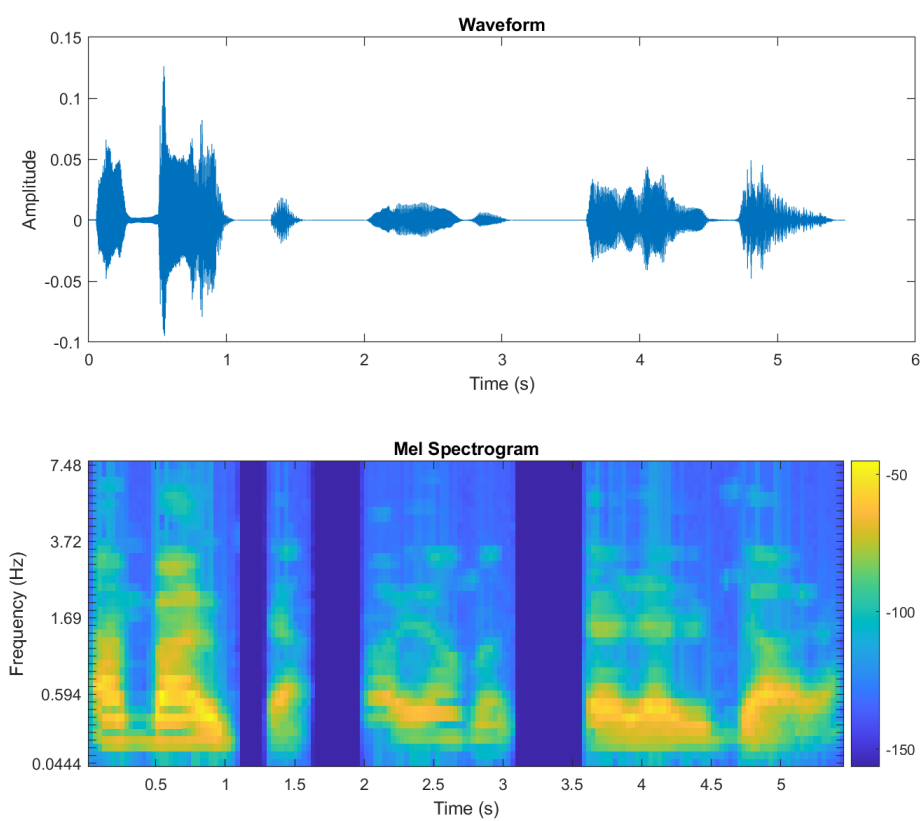 Waveform
0.15
0.1
0.05
0
-0.05
-0.1
Amplitude
0 1 2 3 4 5 6
Time (s)
Mel Spectrogram
7.48
3.72
1.69
0.594
0.0444
Frequency (Hz)
0.5 1 1.5 2 2.5 3 3.5 4 4.5 5
Time (s)
-50
-100
-150